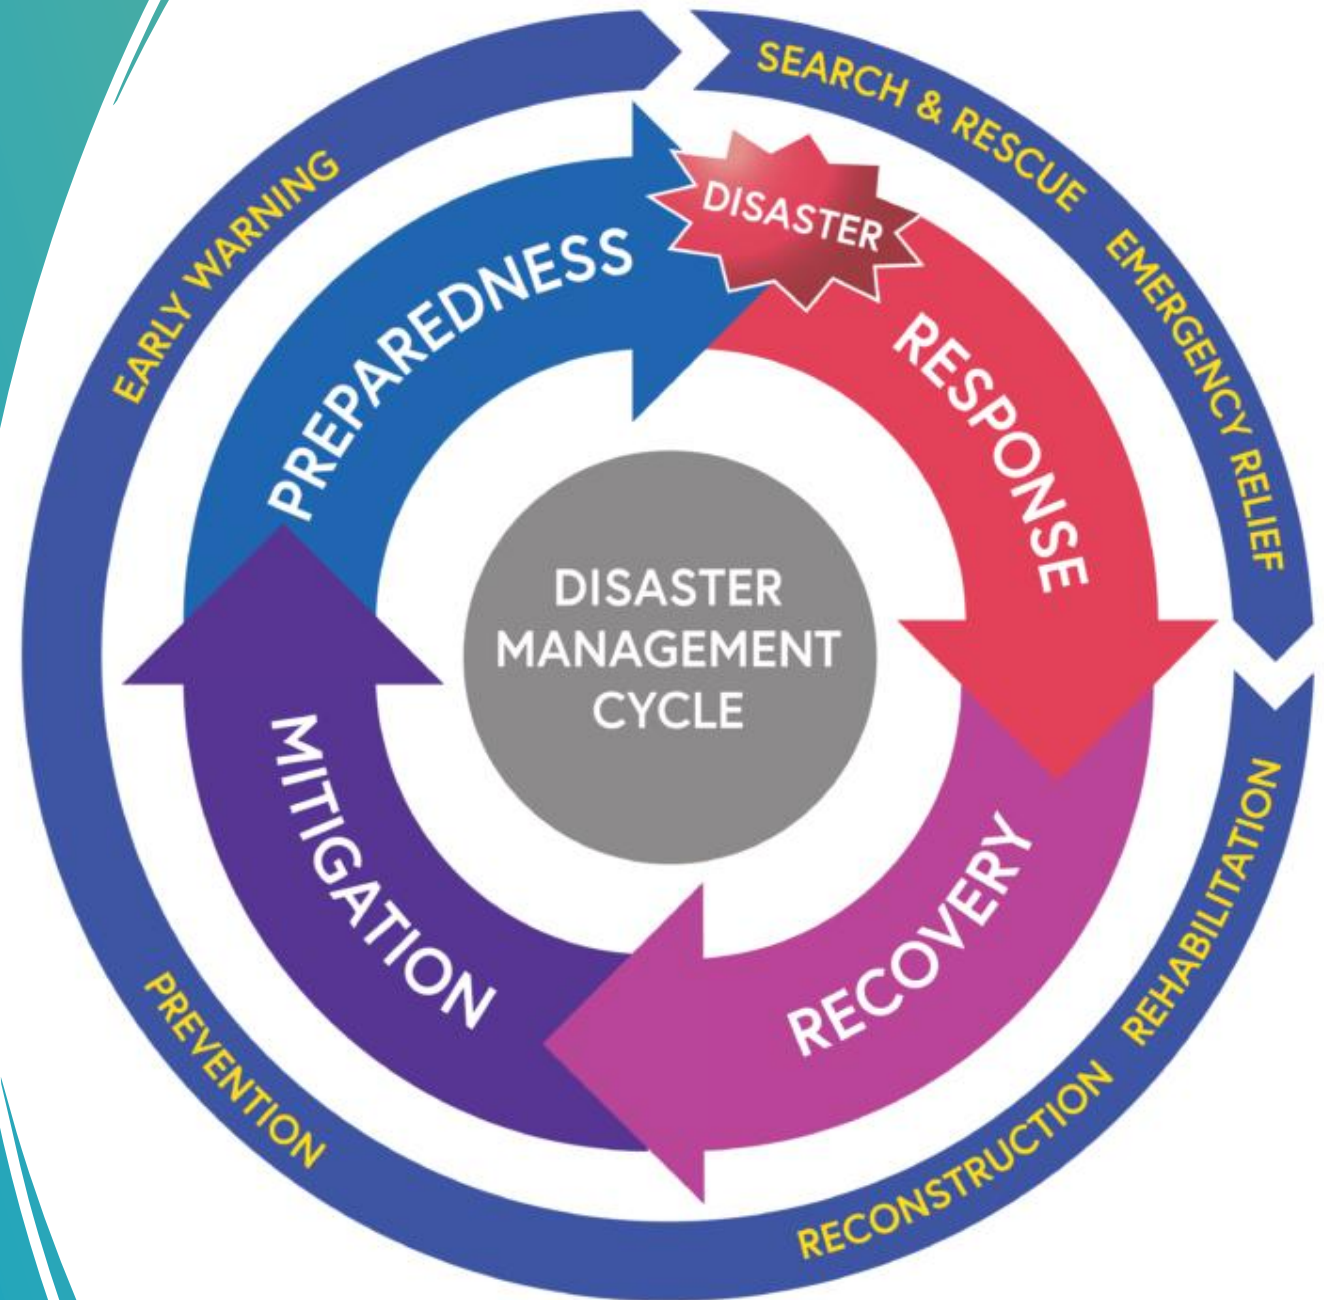 SEARCH & RESCUE
EMERGENCY RELIEF
EARLY WARNING
DISASTER
PREPAREDNESS
RESPONSE
DISASTER
MANAGEMENT
CYCLE
MITIGATION
RECOVERY
REHABILITATION
PREVENTION
RECONSTRUCTION